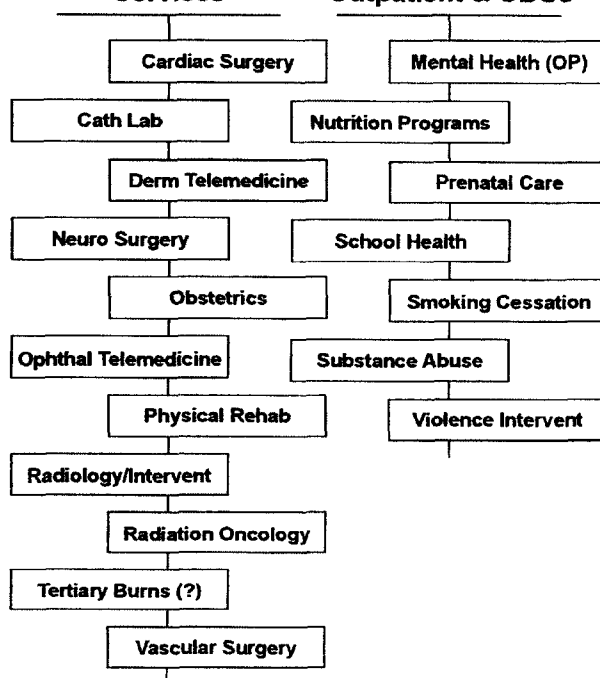 Cardiac Surgery
Cath Lab
Derm Telemedicine
Neuro Surgery
Obstetrics
Ophthal Telemedicine
Physical Rehab
Radiology/Intervent
Radiation Oncology
Tertiary Burns (?)
Vascular Surgery
Mental Health (OP)
Nutrition Programs
Prenatal Care
School Health
Smoking Cessation
Substance Abuse
Violence Intervent